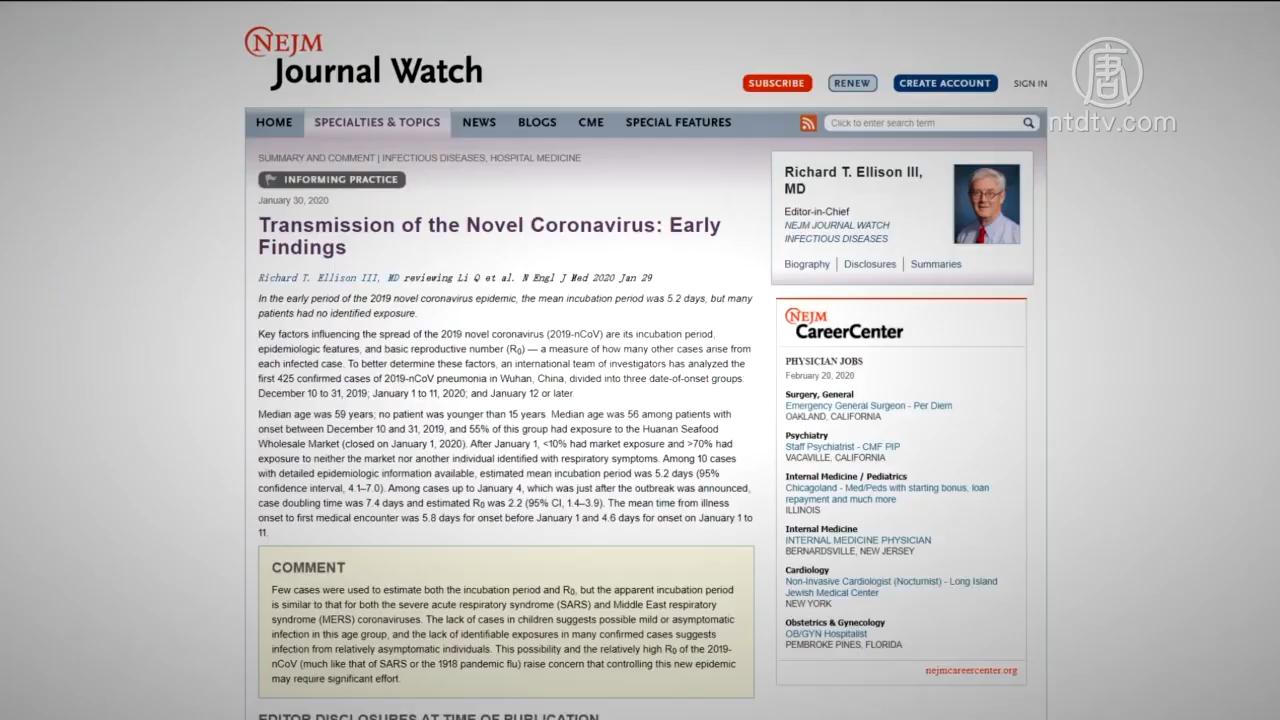 NEJM
Journal Watch
唐
ntdtv.com
SUBSCRIBE
RENEW
CREATE ACCOUNT
SIGN IN
HOME
SPECIALTIES & TOPICS
NEWS
BLOGS
CME
SPECIAL FEATURES
Click to enter search term
SUMMARY AND COMMENT | INFECTIOUS DISEASES, HOSPITAL MEDICINE
INFORMING PRACTICE
January 30, 2020
Transmission of the Novel Coronavirus: Early
Findings
Richard T. Ellison III, MD reviewing Li Q et al. N Engl J Med 2020 Jan 29
In the early period of the 2019 novel coronavirus epidemic, the mean incubation period was 5.2 days, but many
patients had no identified exposure.
Key factors influencing the spread of the 2019 novel coronavirus (2019-nCoV) are its incubation period,
epidemiologic features, and basic reproductive number (R0) — a measure of how many other cases arise from
each infected case. To better determine these factors, an international team of investigators has analyzed the
first 425 confirmed cases of 2019-nCoV pneumonia in Wuhan, China, divided into three date-of-onset groups:
December 10 to 31, 2019; January 1 to 11, 2020; and January 12 or later.
Median age was 59 years; no patient was younger than 15 years. Median age was 56 among patients with
onset between December 10 and 31, 2019, and 55% of this group had exposure to the Huanan Seafood
Wholesale Market (closed on January 1, 2020). After January 1, <10% had market exposure and >70% had
exposure to neither the market nor another individual identified with respiratory symptoms. Among 10 cases
with detailed epidemiologic information available, estimated mean incubation period was 5.2 days (95%
confidence interval, 4.1–7.0). Among cases up to January 4, which was just after the outbreak was announced,
case doubling time was 7.4 days and estimated R0 was 2.2 (95% CI, 1.4–3.9). The mean time from illness
onset to first medical encounter was 5.8 days for onset before January 1 and 4.6 days for onset on January 1 to
11.
COMMENT
Few cases were used to estimate both the incubation period and R0, but the apparent incubation period
is similar to that for both the severe acute respiratory syndrome (SARS) and Middle East respiratory
syndrome (MERS) coronaviruses. The lack of cases in children suggests possible mild or asymptomatic
infection in this age group, and the lack of identifiable exposures in many confirmed cases suggests
infection from relatively asymptomatic individuals. This possibility and the relatively high R0 of the 2019-
nCoV (much like that of SARS or the 1918 pandemic flu) raise concern that controlling this new epidemic
may require significant effort.
EDITOR DISCLOSURES AT TIME OF PUBLICATION
Richard T. Ellison III,
MD
Editor-in-Chief
NEJM JOURNAL WATCH
INFECTIOUS DISEASES
Biography | Disclosures | Summaries
NEJM
CareerCenter
PHYSICIAN JOBS
February 20, 2020
Surgery, General
Emergency General Surgeon - Per Diem
OAKLAND, CALIFORNIA
Psychiatry
Staff Psychiatrist - CMF PIP
VACAVILLE, CALIFORNIA
Internal Medicine / Pediatrics
Chicagoland - Med/Peds with starting bonus, loan
repayment and much more
ILLINOIS
Internal Medicine
INTERNAL MEDICINE PHYSICIAN
BERNARDSVILLE, NEW JERSEY
Cardiology
Non-Invasive Cardiologist (Nocturnist) - Long Island
Jewish Medical Center
NEW YORK
Obstetrics & Gynecology
OB/GYN Hospitalist
PEMBROKE PINES, FLORIDA
nejmcareercenter.org